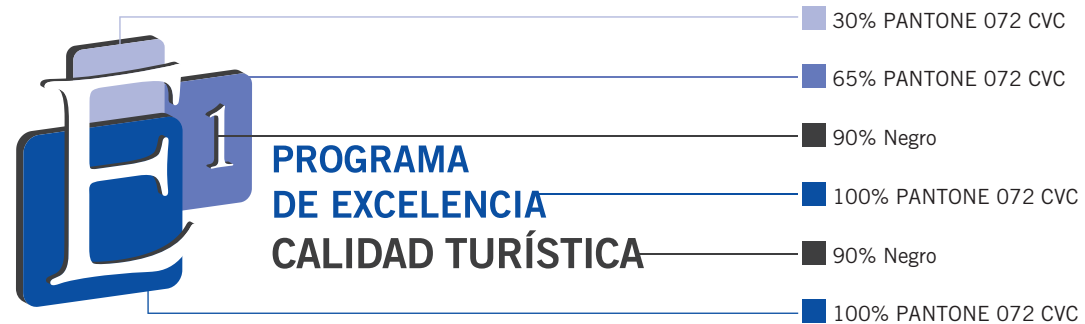 E1
PROGRAMA
DE EXCELENCIA
CALIDAD TURÍSTICA
30% PANTONE 072 CVC
65% PANTONE 072 CVC
90% Negro
100% PANTONE 072 CVC
90% Negro
100% PANTONE 072 CVC